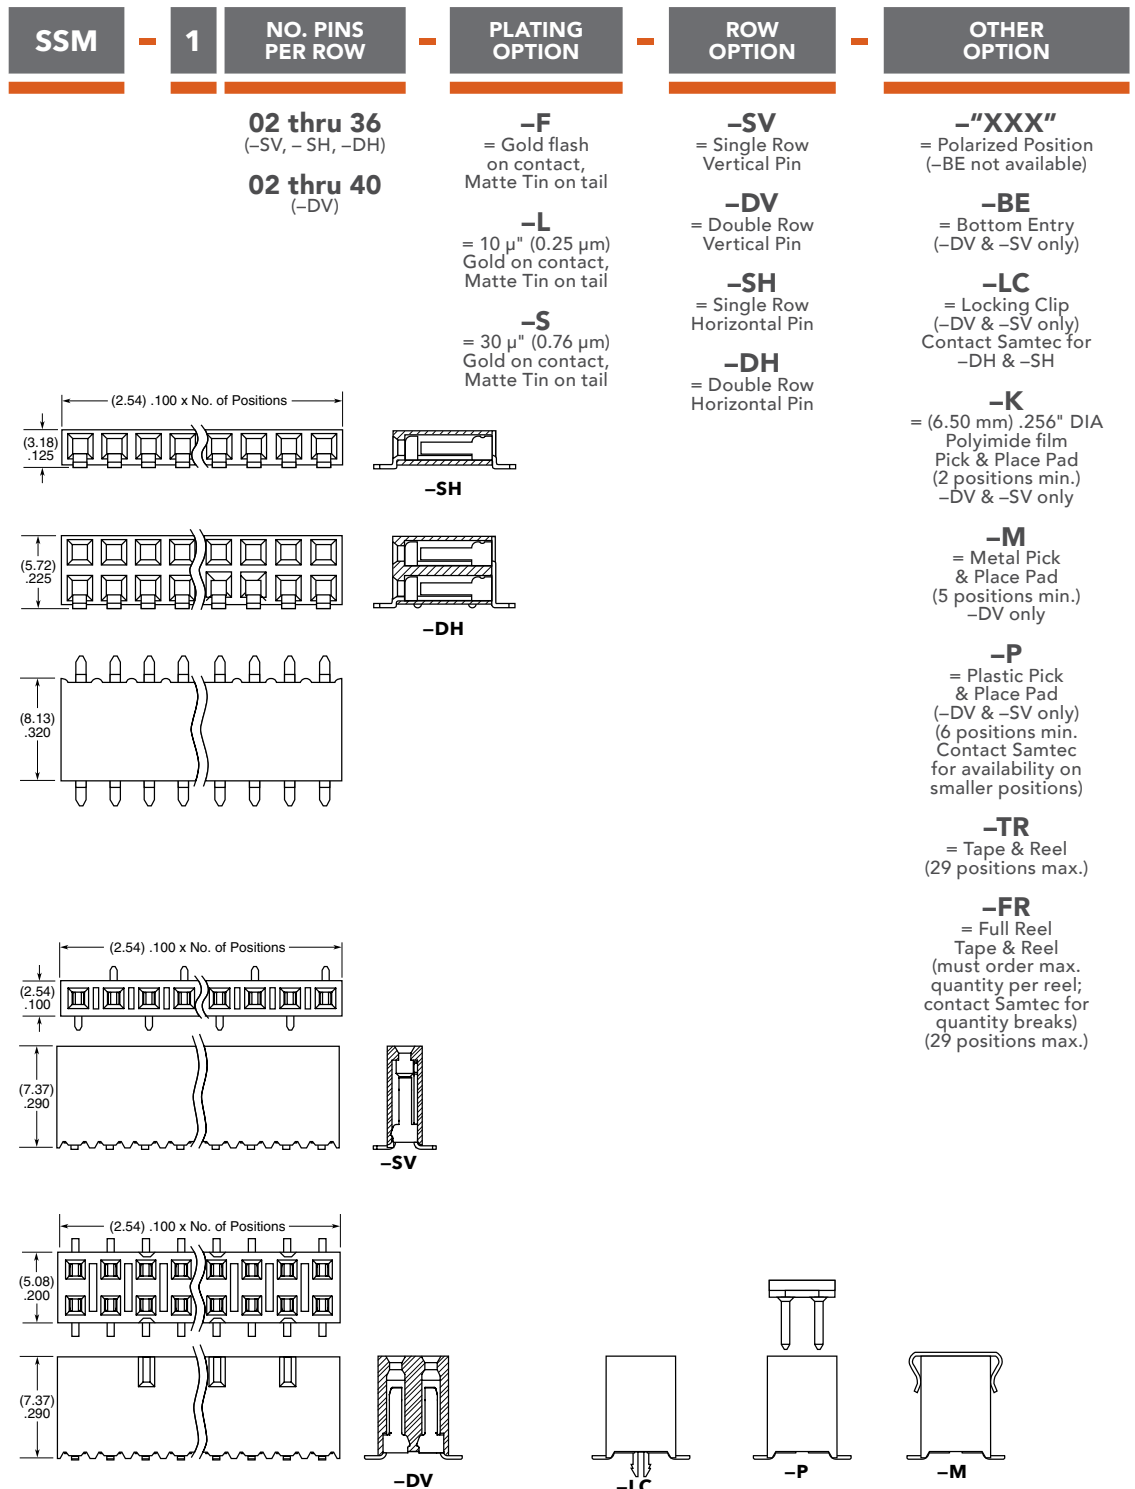 SSM - 1 NO. PINS PER ROW - PLATING OPTION - ROW OPTION - OTHER OPTION
02 thru 36
(–SV, – SH, –DH)
02 thru 40
(–DV)
–F
= Gold flash
on contact,
Matte Tin on tail
–L
= 10 µ" (0.25 µm)
Gold on contact,
Matte Tin on tail
–S
= 30 µ" (0.76 µm)
Gold on contact,
Matte Tin on tail
–SV
= Single Row
Vertical Pin
–DV
= Double Row
Vertical Pin
–SH
= Single Row
Horizontal Pin
–DH
= Double Row
Horizontal Pin
–“XXX”
= Polarized Position
(–BE not available)
–BE
= Bottom Entry
(–DV & –SV only)
–LC
= Locking Clip
(–DV & –SV only)
Contact Samtec for
–DH & –SH
–K
= (6.50 mm) .256" DIA
Polyimide film
Pick & Place Pad
(2 positions min.)
–DV & –SV only
–M
= Metal Pick
& Place Pad
(5 positions min.)
–DV only
–P
= Plastic Pick
& Place Pad
(–DV & –SV only)
(6 positions min.
Contact Samtec
for availability on
smaller positions)
–TR
= Tape & Reel
(29 positions max.)
–FR
= Full Reel
Tape & Reel
(must order max.
quantity per reel;
contact Samtec for
quantity breaks)
(29 positions max.)
(2.54) .100 x No. of Positions
(3.18)
.125
–SH
(5.72)
.225
–DH
(8.13)
.320
(2.54) .100 x No. of Positions
(2.54)
.100
(7.37)
.290
–SV
(2.54) .100 x No. of Positions
(5.08)
.200
(7.37)
.290
–DV
–LC
–P
–M